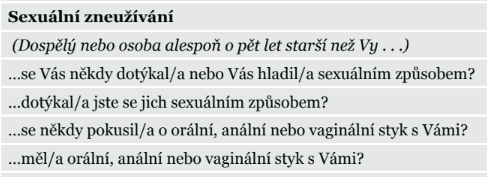 Sexuální zneužívání
(Dospělý nebo osoba alespoň o pět let starší než Vy . . .)
...se Vás někdy dotýkal/a nebo Vás hladil/a sexuálním způsobem?
...dotýkal/a jste se jich sexuálním způsobem?
...se někdy pokusil/a o orální, anální nebo vaginální styk s Vámi?
...měl/a orální, anální nebo vaginální styk s Vámi?